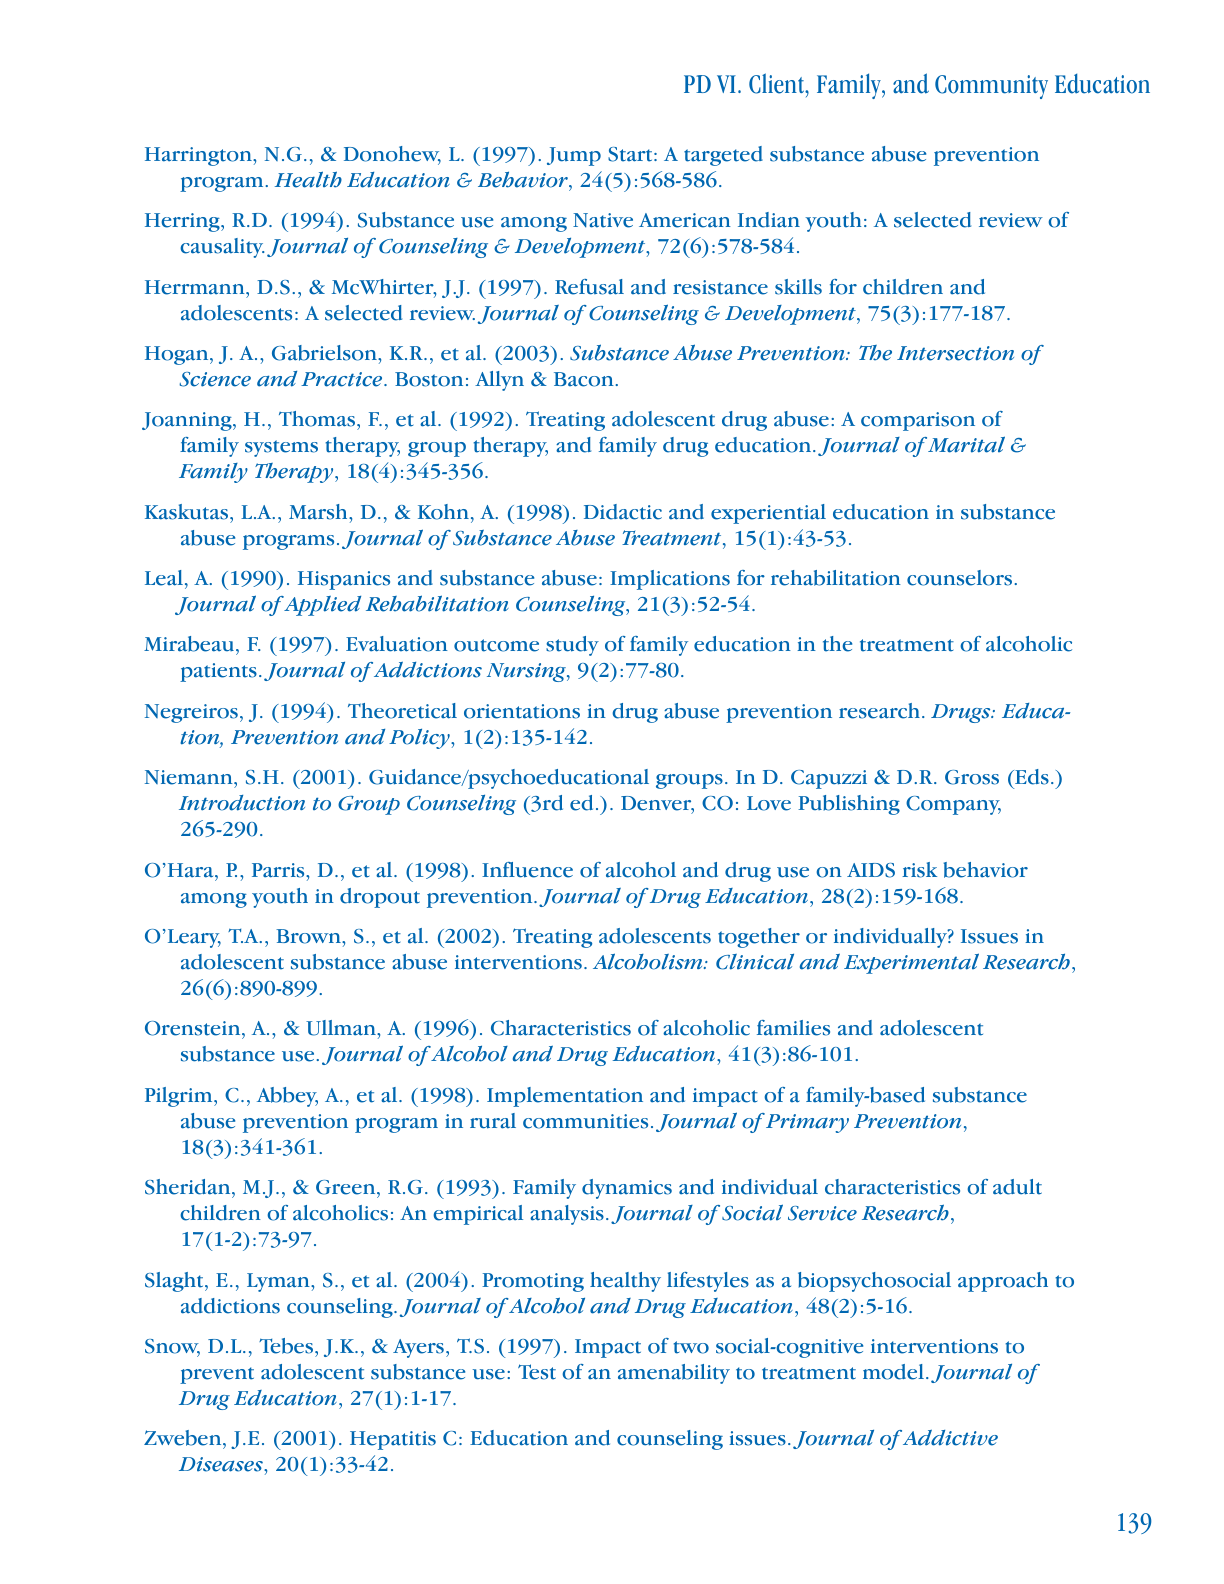 PD VI. Client, Family, and Community Education
Harrington, N.G., & Donohew, L. (1997). Jump Start: A targeted substance abuse prevention
program. Health Education & Behavior, 24(5):568-586.
Herring, R.D. (1994). Substance use among Native American Indian youth: A selected review of
causality. Journal of Counseling & Development, 72(6):578-584.
Herrmann, D.S., & McWhirter, J.J. (1997). Refusal and resistance skills for children and
adolescents: A selected review. Journal of Counseling & Development, 75(3):177-187.
Hogan, J. A., Gabrielson, K.R., et al. (2003). Substance Abuse Prevention: The Intersection of
Science and Practice. Boston: Allyn & Bacon.
Joanning, H., Thomas, F., et al. (1992). Treating adolescent drug abuse: A comparison of
family systems therapy, group therapy, and family drug education. Journal of Marital &
Family Therapy, 18(4):345-356.
Kaskutas, L.A., Marsh, D., & Kohn, A. (1998). Didactic and experiential education in substance
abuse programs. Journal of Substance Abuse Treatment, 15(1):43-53.
Leal, A. (1990). Hispanics and substance abuse: Implications for rehabilitation counselors.
Journal of Applied Rehabilitation Counseling, 21(3):52-54.
Mirabeau, F. (1997). Evaluation outcome study of family education in the treatment of alcoholic
patients. Journal of Addictions Nursing, 9(2):77-80.
Negreiros, J. (1994). Theoretical orientations in drug abuse prevention research. Drugs: Educa-
tion, Prevention and Policy, 1(2):135-142.
Niemann, S.H. (2001). Guidance/psychoeducational groups. In D. Capuzzi & D.R. Gross (Eds.)
Introduction to Group Counseling (3rd ed.). Denver, CO: Love Publishing Company,
265-290.
O’Hara, P., Parris, D., et al. (1998). Influence of alcohol and drug use on AIDS risk behavior
among youth in dropout prevention. Journal of Drug Education, 28(2):159-168.
O’Leary, T.A., Brown, S., et al. (2002). Treating adolescents together or individually? Issues in
adolescent substance abuse interventions. Alcoholism: Clinical and Experimental Research,
26(6):890-899.
Orenstein, A., & Ullman, A. (1996). Characteristics of alcoholic families and adolescent
substance use. Journal of Alcohol and Drug Education, 41(3):86-101.
Pilgrim, C., Abbey, A., et al. (1998). Implementation and impact of a family-based substance
abuse prevention program in rural communities. Journal of Primary Prevention,
18(3):341-361.
Sheridan, M.J., & Green, R.G. (1993). Family dynamics and individual characteristics of adult
children of alcoholics: An empirical analysis. Journal of Social Service Research,
17(1-2):73-97.
Slaght, E., Lyman, S., et al. (2004). Promoting healthy lifestyles as a biopsychosocial approach to
addictions counseling. Journal of Alcohol and Drug Education, 48(2):5-16.
Snow, D.L., Tebes, J.K., & Ayers, T.S. (1997). Impact of two social-cognitive interventions to
prevent adolescent substance use: Test of an amenability to treatment model. Journal of
Drug Education, 27(1):1-17.
Zweben, J.E. (2001). Hepatitis C: Education and counseling issues. Journal of Addictive
Diseases, 20(1):33-42.
139